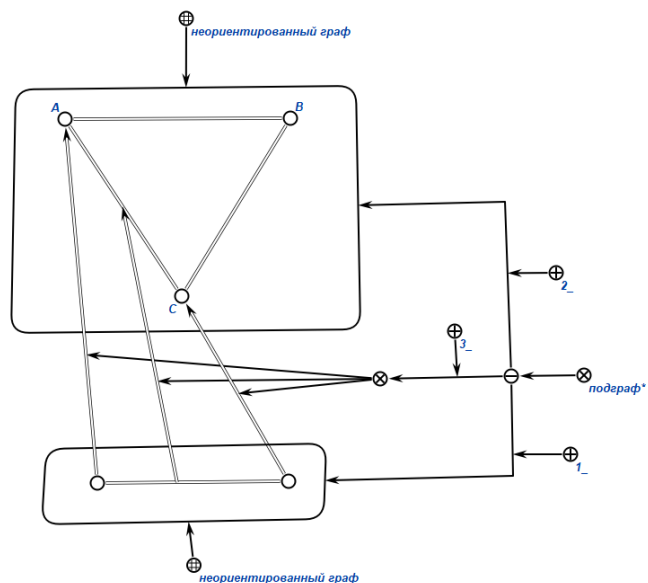 неориентированный граф
A
B
C
2_
3_
подграф*
1_
неориентированный граф